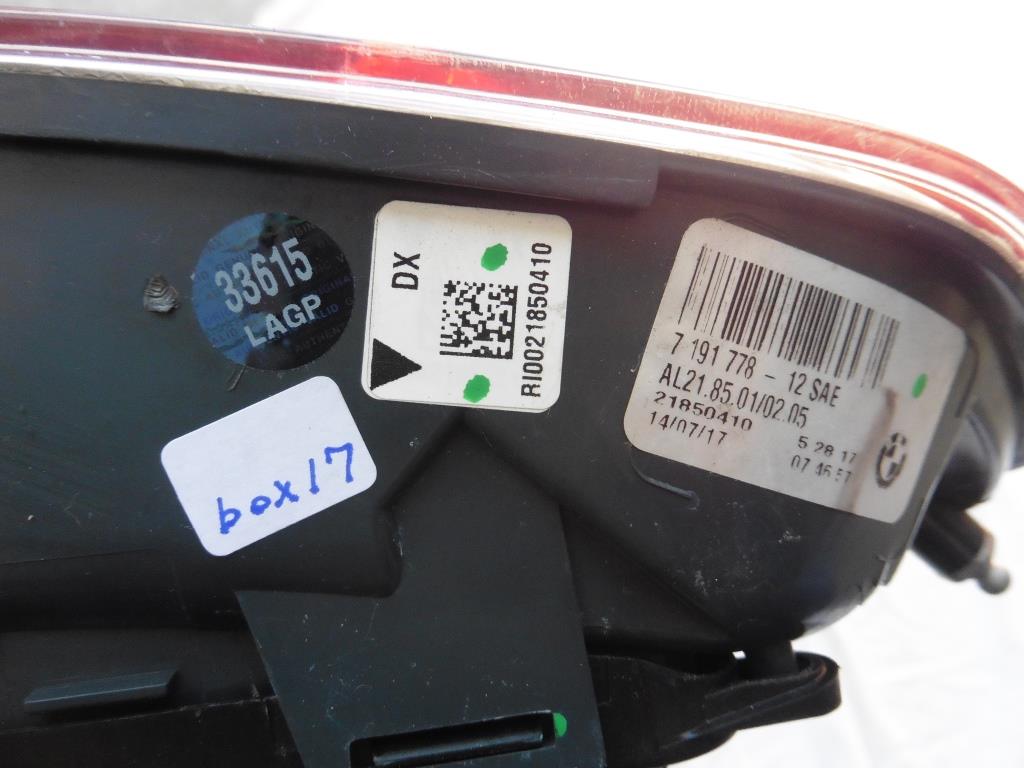 33615
LAGP
DX
RI0021850410
7 191 778 - 12 SAE
AL21.85.01/02.05
21850410
14/07/17
5 28 17
07 46 57
box17